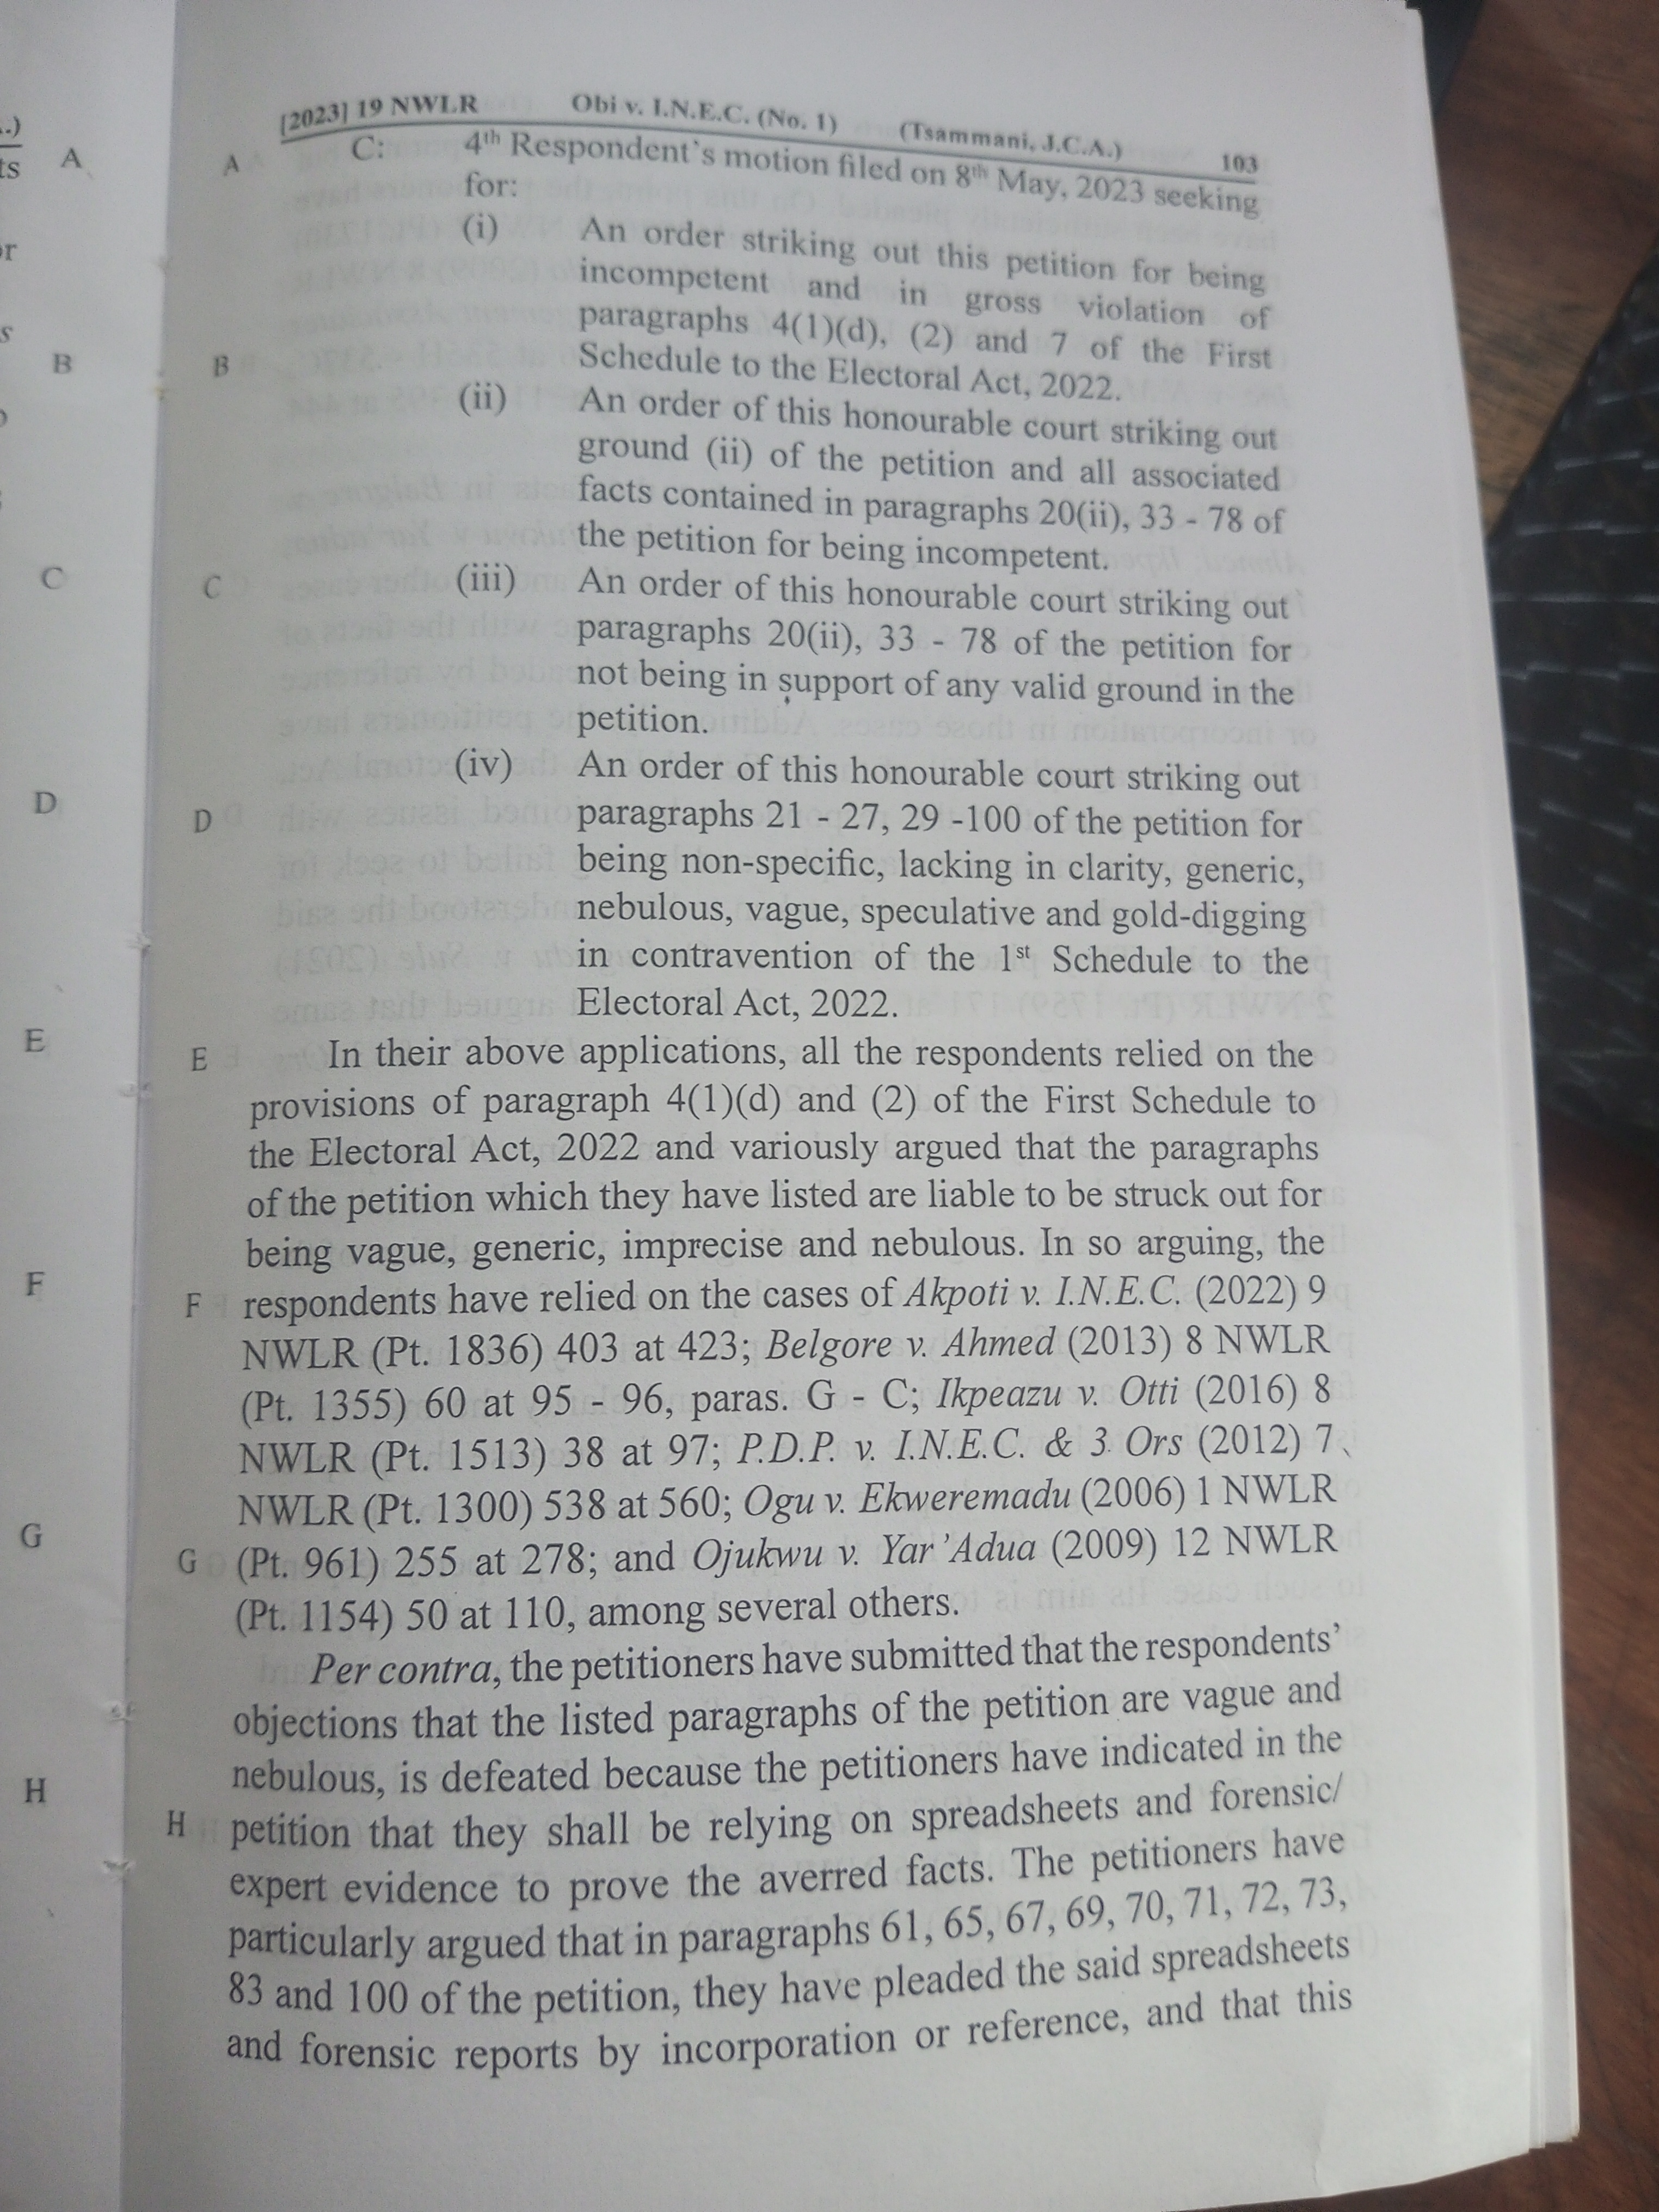 [2023] 19 NWLR Obi v. I.N.E.C. (No. 1) (Tsammani, J.C.A.) 103
A C: 4th Respondent's motion filed on 8th May, 2023 seeking
for:
(i) An order striking out this petition for being
incompetent and in gross violation of
paragraphs 4(1)(d), (2) and 7 of the First
B Schedule to the Electoral Act, 2022.
(ii) An order of this honourable court striking out
ground (ii) of the petition and all associated
facts contained in paragraphs 20(ii), 33 - 78 of
the petition for being incompetent.
C (iii) An order of this honourable court striking out
paragraphs 20(ii), 33 - 78 of the petition for
not being in support of any valid ground in the
petition.
(iv) An order of this honourable court striking out
D paragraphs 21 - 27, 29 -100 of the petition for
being non-specific, lacking in clarity, generic,
nebulous, vague, speculative and gold-digging
in contravention of the 1st Schedule to the
Electoral Act, 2022.
E In their above applications, all the respondents relied on the
provisions of paragraph 4(1)(d) and (2) of the First Schedule to
the Electoral Act, 2022 and variously argued that the paragraphs
of the petition which they have listed are liable to be struck out for
being vague, generic, imprecise and nebulous. In so arguing, the
F respondents have relied on the cases of Akpoti v. I.N.E.C. (2022) 9
NWLR (Pt. 1836) 403 at 423; Belgore v. Ahmed (2013) 8 NWLR
(Pt. 1355) 60 at 95 - 96, paras. G - C; Ikpeazu v. Otti (2016) 8
NWLR (Pt. 1513) 38 at 97; P.D.P. v. I.N.E.C. & 3 Ors (2012) 7
NWLR (Pt. 1300) 538 at 560; Ogu v. Ekweremadu (2006) 1 NWLR
G (Pt. 961) 255 at 278; and Ojukwu v. Yar'Adua (2009) 12 NWLR
(Pt. 1154) 50 at 110, among several others.
Per contra, the petitioners have submitted that the respondents'
objections that the listed paragraphs of the petition are vague and
nebulous, is defeated because the petitioners have indicated in the
H petition that they shall be relying on spreadsheets and forensic/
expert evidence to prove the averred facts. The petitioners have
particularly argued that in paragraphs 61, 65, 67, 69, 70, 71, 72, 73,
83 and 100 of the petition, they have pleaded the said spreadsheets
and forensic reports by incorporation or reference, and that this
A
B
C
D
E
F
G
H